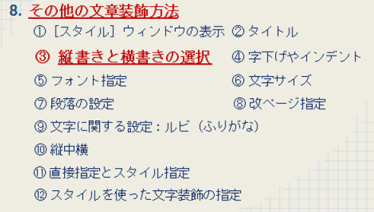 8. その他の文章装飾方法
①［スタイル］ウィンドウの表示 ②タイトル
③ 縦書きと横書きの選択 ④字下げやインデント
⑤フォント指定 ⑥文字サイズ
⑦段落の設定 ⑧改ページ指定
⑨文字に関する設定：ルビ（ふりがな）
⑩縦中横
⑪直接指定とスタイル指定
⑫スタイルを使った文字装飾の指定